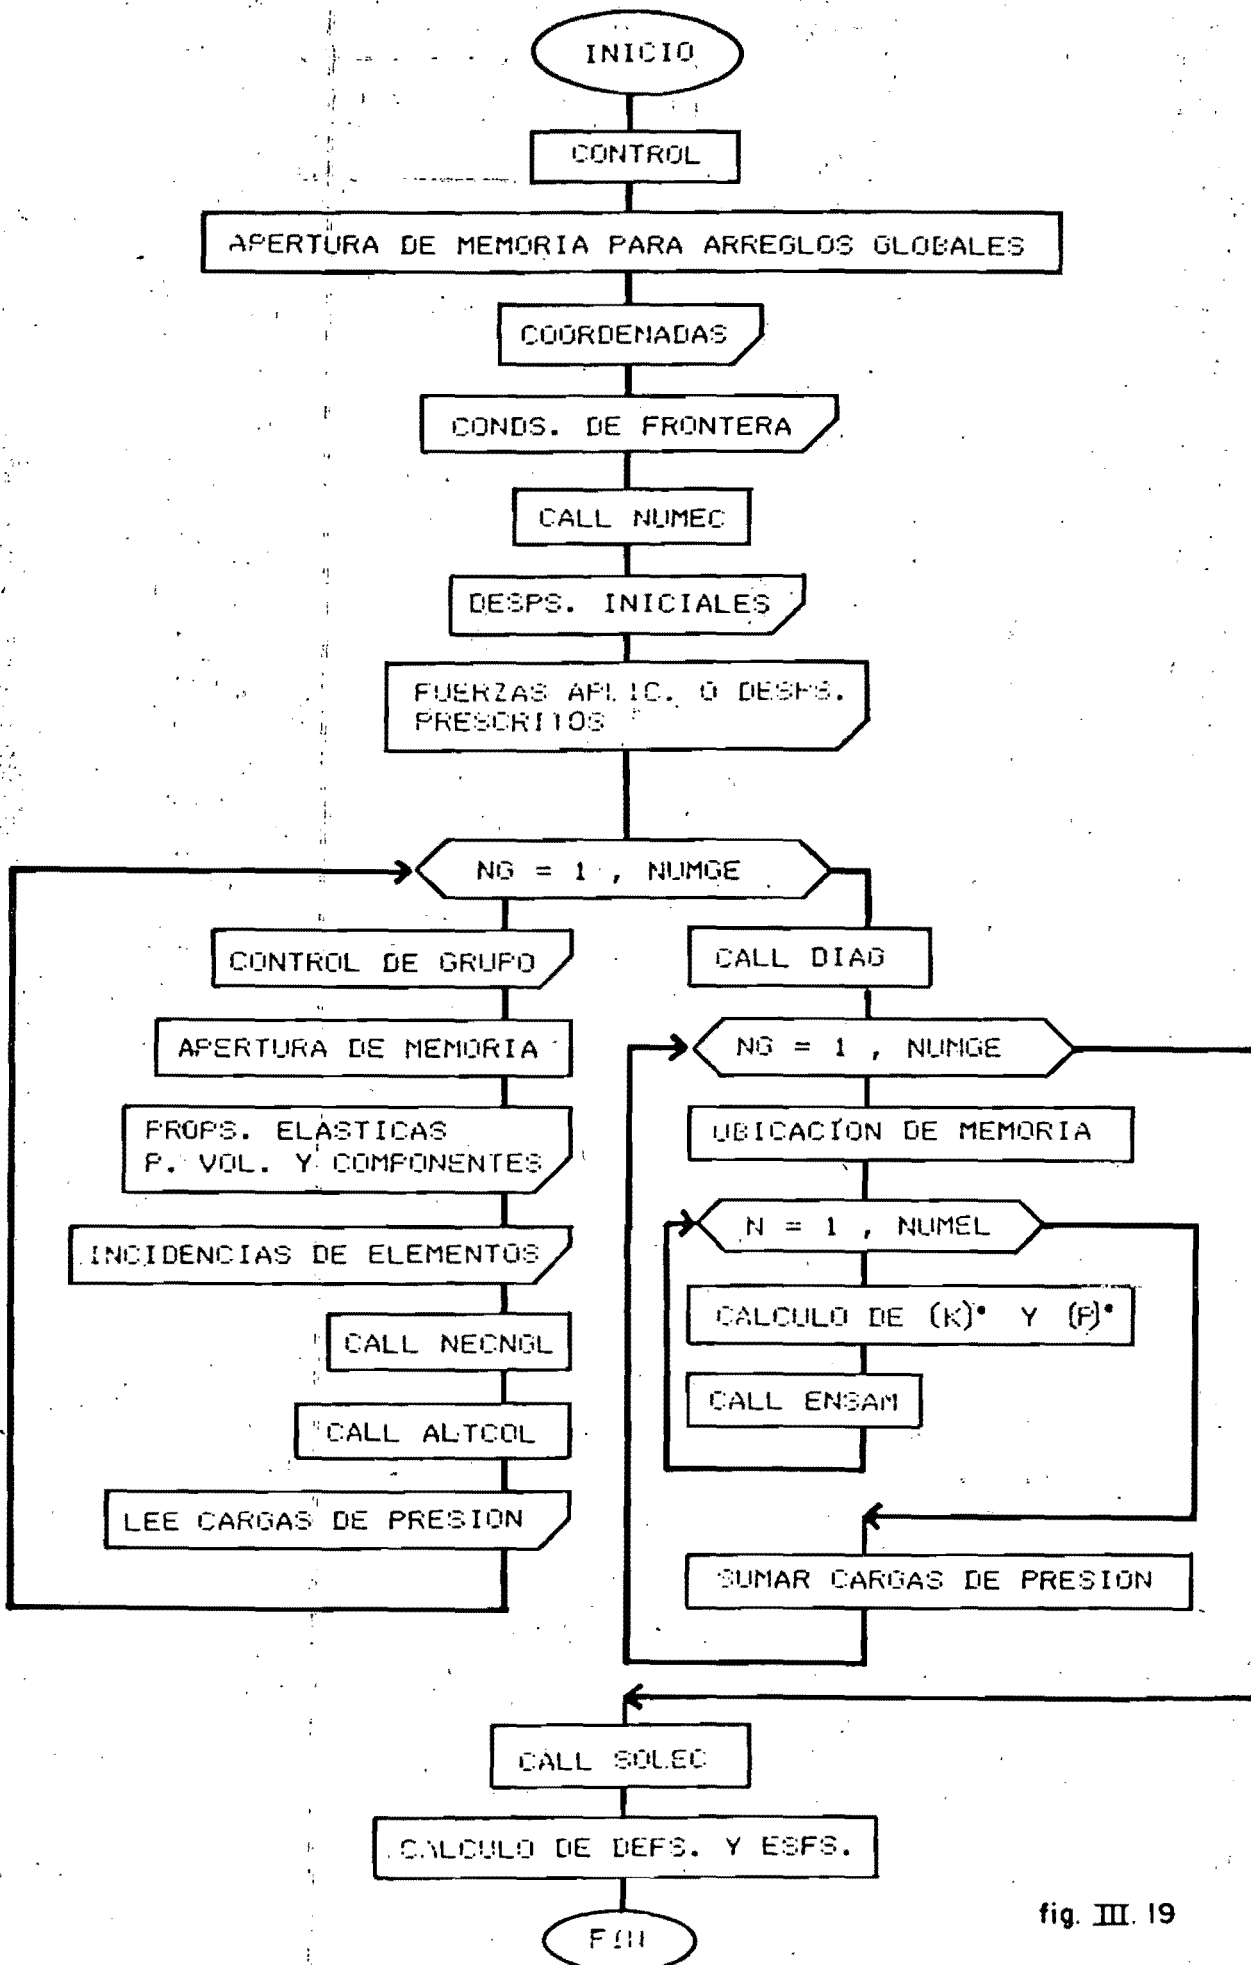 INICIO
CONTROL
APERTURA DE MEMORIA PARA ARREGLOS GLOBALES
COORDENADAS
CONDS. DE FRONTERA
CALL NUMEC
DESPS. INICIALES
FUERZAS APLIC. O DESPS.
PRESCRITOS
NG = 1 , NUMGE
CONTROL DE GRUPO
APERTURA DE MEMORIA
PROPS. ELASTICAS
P. VOL. Y COMPONENTES
INCIDENCIAS DE ELEMENTOS
CALL NECNGL
CALL ALTCOL
LEE CARGAS DE PRESION
CALL DIAG
NG = 1 , NUMGE
UBICACION DE MEMORIA
N = 1 , NUMEL
CALCULO DE (K)• Y (F)•
CALL ENSAM
SUMAR CARGAS DE PRESION
CALL SOLEC
CALCULO DE DEFS. Y ESFS.
FIN
fig. III. 19